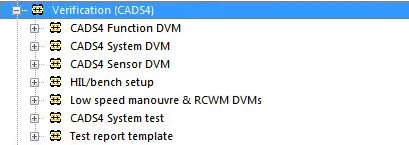 Verification (CADS4)
CADS4 Function DVM
CADS4 System DVM
CADS4 Sensor DVM
HIL/bench setup
Low speed manouvre & RCWM DVMs
CADS4 System test
Test report template